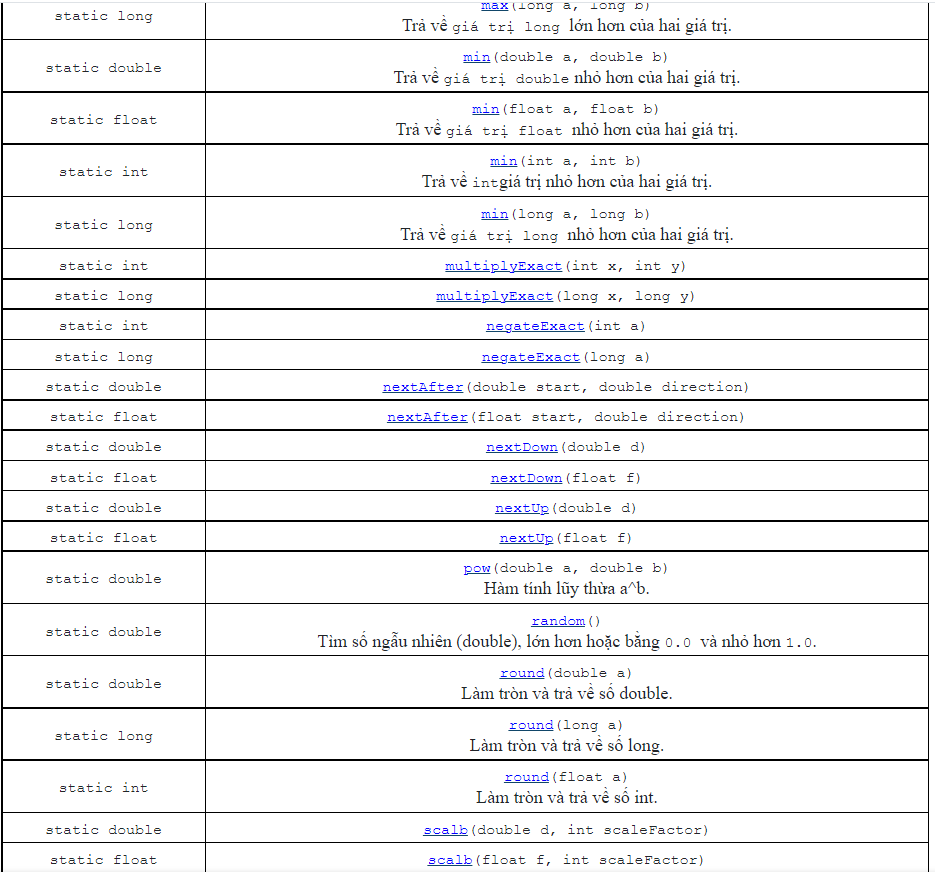 static long
max(long a, long b)
Trả về giá trị long lớn hơn của hai giá trị.
static double
min(double a, double b)
Trả về giá trị double nhỏ hơn của hai giá trị.
static float
min(float a, float b)
Trả về giá trị float nhỏ hơn của hai giá trị.
static int
min(int a, int b)
Trả về intgiá trị nhỏ hơn của hai giá trị.
static long
min(long a, long b)
Trả về giá trị long nhỏ hơn của hai giá trị.
static int
multiplyExact(int x, int y)
static long
multiplyExact(long x, long y)
static int
negateExact(int a)
static long
negateExact(long a)
static double
nextAfter(double start, double direction)
static float
nextAfter(float start, double direction)
static double
nextDown(double d)
static float
nextDown(float f)
static double
nextUp(double d)
static float
nextUp(float f)
static double
pow(double a, double b)
Hàm tính lũy thừa a^b.
static double
random()
Tìm số ngẫu nhiên (double), lớn hơn hoặc bằng 0.0 và nhỏ hơn 1.0.
static double
round(double a)
Làm tròn và trả về số double.
static long
round(long a)
Làm tròn và trả về số long.
static int
round(float a)
Làm tròn và trả về số int.
static double
scalb(double d, int scaleFactor)
static float
scalb(float f, int scaleFactor)